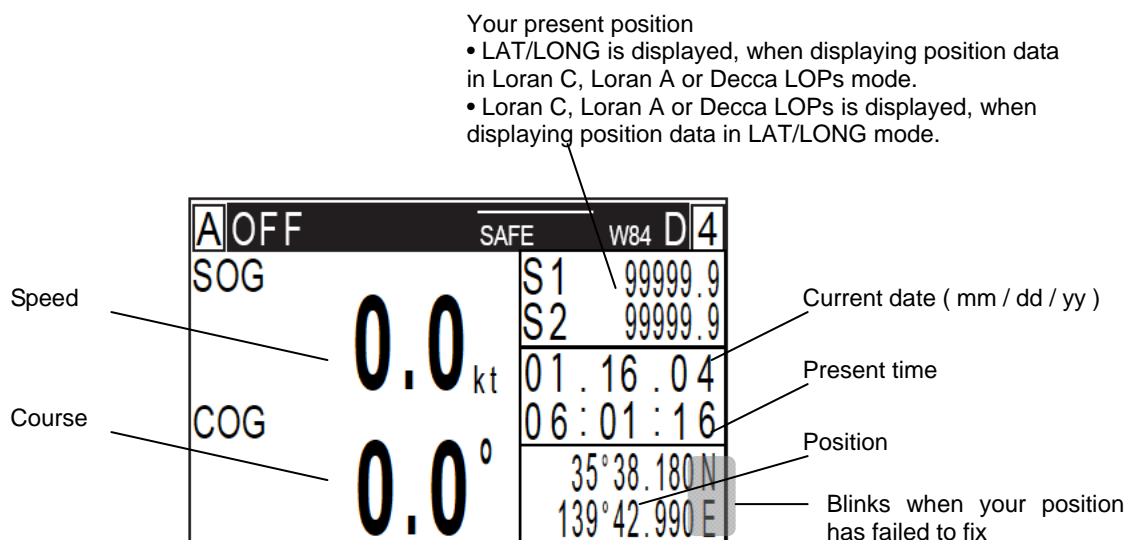 Your present position
• LAT/LONG is displayed, when displaying position data
in Loran C, Loran A or Decca LOPs mode.
• Loran C, Loran A or Decca LOPs is displayed, when
displaying position data in LAT/LONG mode.
A OFF SAFE W84 D 4
SOG
0.0 kt
COG
0.0°
S1 99999.9
S2 99999.9
01.16.04
06:01:16
35°38.180 N
139°42.990 E
Speed
Course
Current date ( mm / dd / yy )
Present time
Position
Blinks when your position
has failed to fix